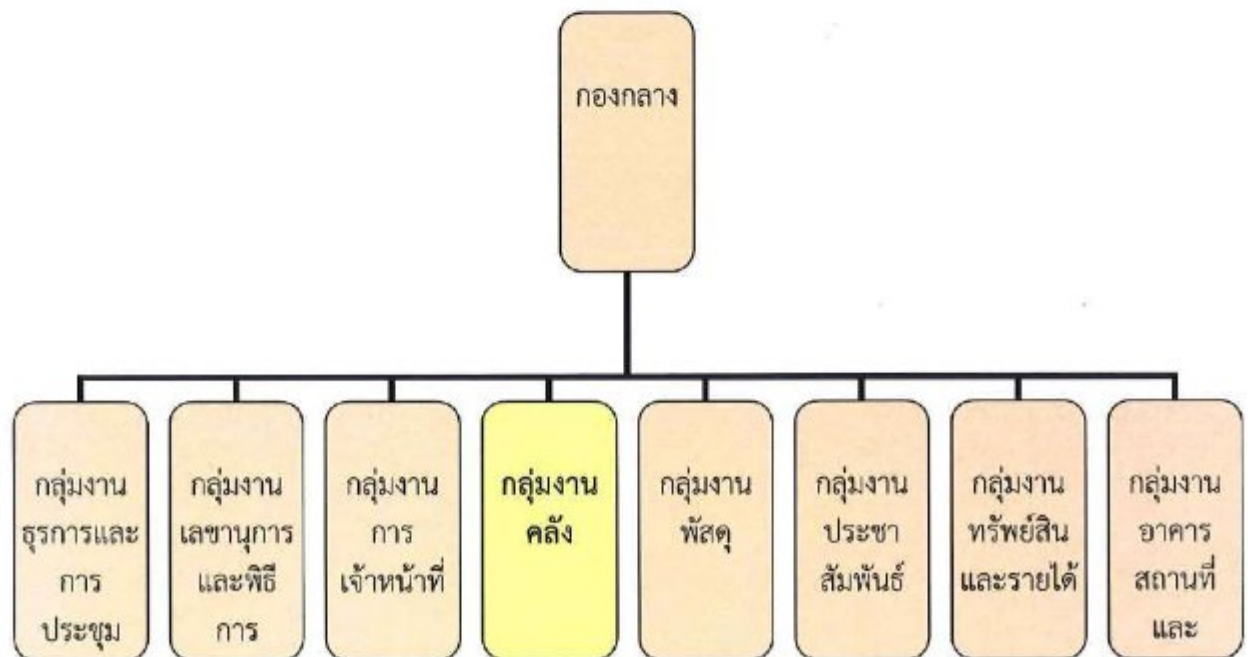 กองกลาง
กลุ่มงาน
ธุรการและ
การ
ประชุม
กลุ่มงาน
เลขานุการ
และพิธี
การ
กลุ่มงาน
การ
เจ้าหน้าที่
กลุ่มงาน
คลัง
กลุ่มงาน
พัสดุ
กลุ่มงาน
ประชา
สัมพันธ์
กลุ่มงาน
ทรัพย์สิน
และรายได้
กลุ่มงาน
อาคาร
สถานที่
และ